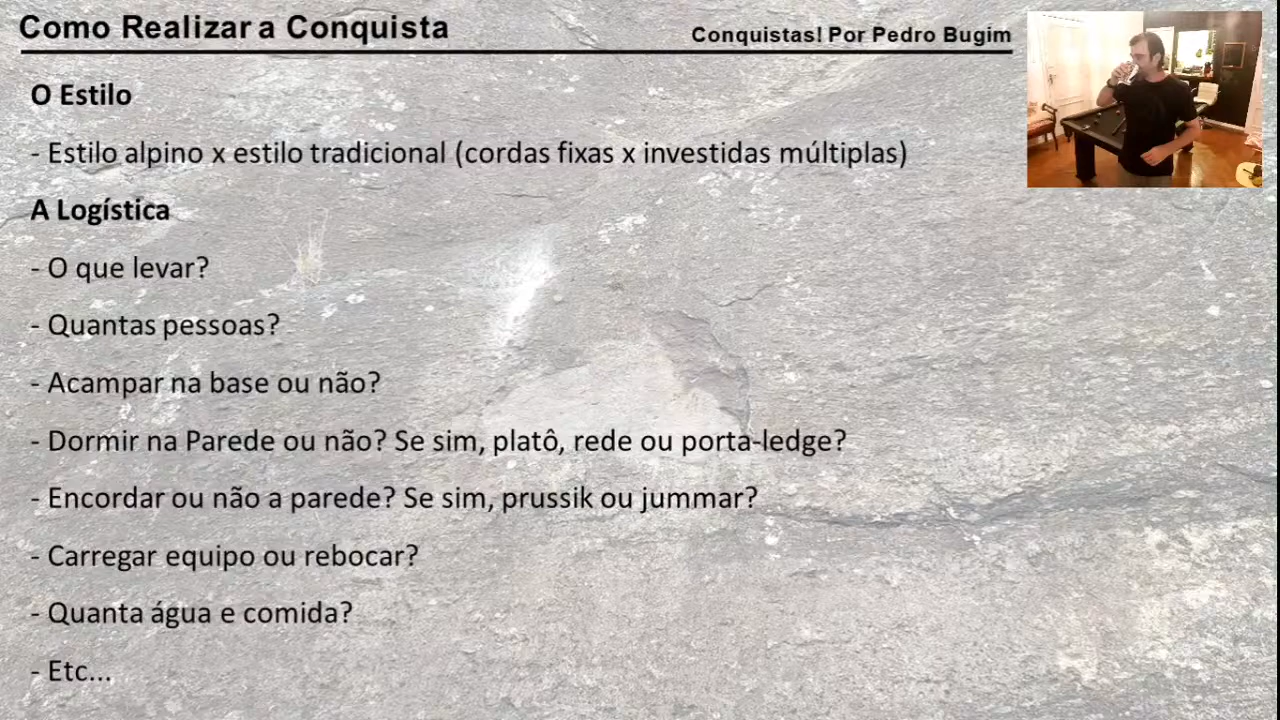 Como Realizar a Conquista
Conquistas! Por Pedro Bugim
O Estilo
- Estilo alpino x estilo tradicional (cordas fixas x investidas múltiplas)
A Logística
- O que levar?
- Quantas pessoas?
- Acampar na base ou não?
- Dormir na Parede ou não? Se sim, platô, rede ou porta-ledge?
- Encordar ou não a parede? Se sim, prussik ou jummar?
- Carregar equipo ou rebocar?
- Quanta água e comida?
- Etc...